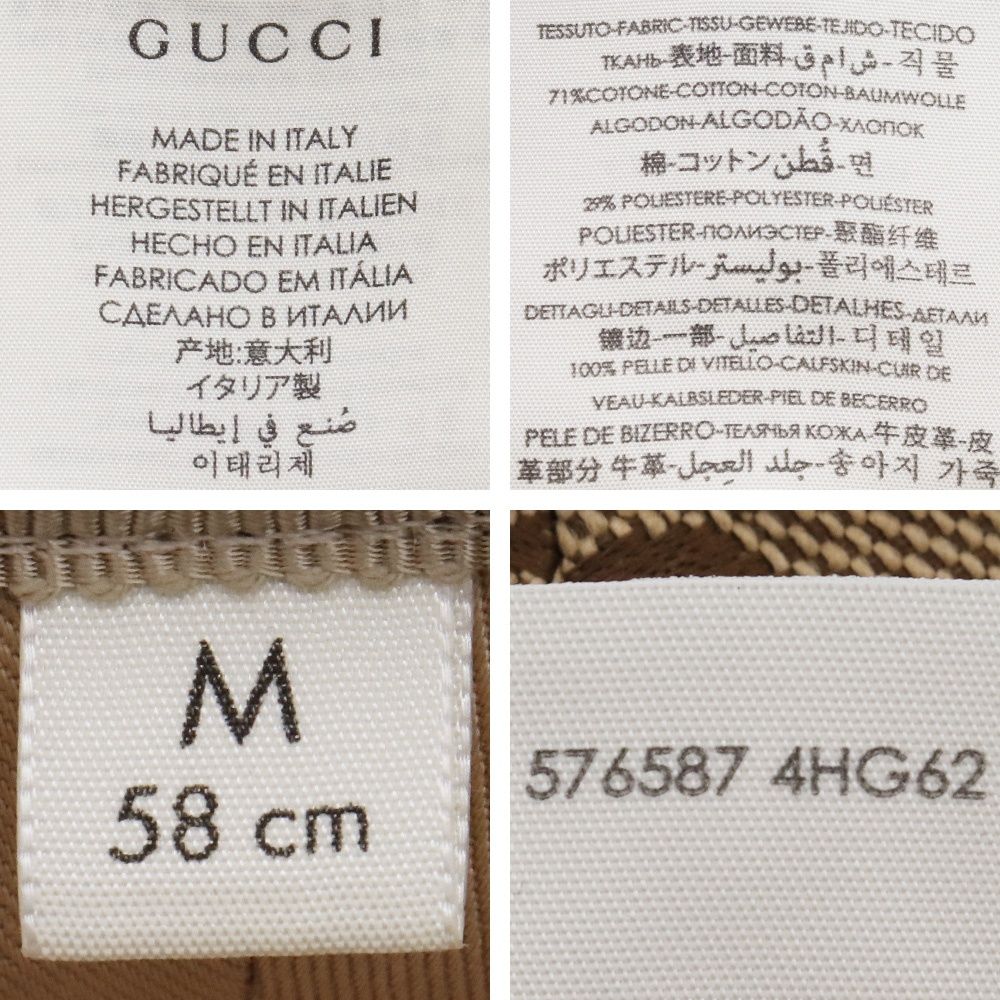 GUCCI
MADE IN ITALY
FABRIQUÉ EN ITALIE
HERGESTELLT IN ITALIEN
HECHO EN ITALIA
FABRICADO EM ITÁLIA
СДЕЛАНО В ИТАЛИИ
产地:意大利
イタリア製
صُنع في إيطاليا
이태리제
TESSUTO-FABRIC-TISSU-GEWEBE-TEJIDO-TECIDO
ТКАНЬ-表地-面料-ش ا م ق-직물
71%COTONE-COTTON-COTON-BAUMWOLLE
ALGODON-ALGODÃO-ХЛОПОК
棉-コットン-قُطن-면
29% POLIESTERE-POLYESTER-POLIÉSTER
POLIESTER-ПОЛИЭСТЕР-聚酯纤维
ポリエステル-بوليستر-폴리에스테르
DETTAGLI-DETAILS-DETALLES-DETALHES-ДЕТАЛИ
镶边-一部-التفاصيل-디테일
100% PELLE DI VITELLO-CALFSKIN-CUIR DE
VEAU-KALBSLEDER-PIEL DE BECERRO
PELE DE BIZERRO-ТЕЛЯЧЬЯ КОЖА-牛皮革-皮
革部分 牛革-جلد العِجل-송아지 가죽
M
58 cm
576587 4HG62